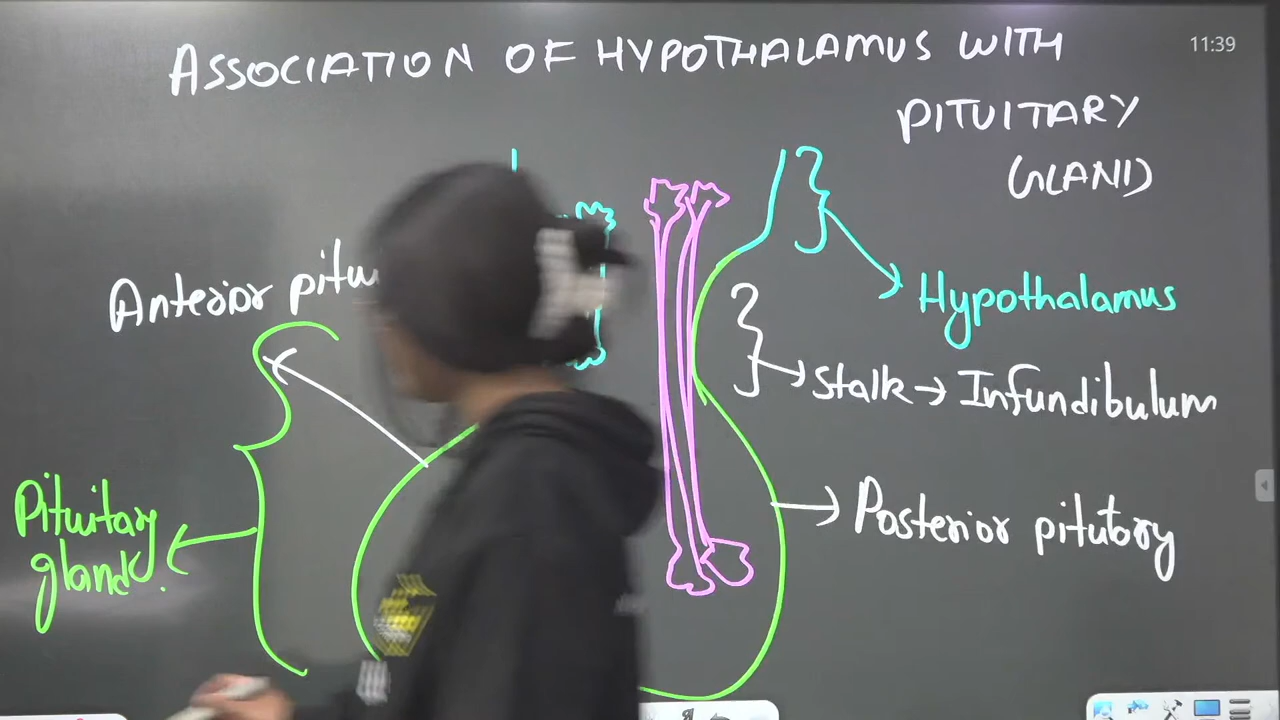 ASSOCIATION OF HYPOTHALAMUS WITH
PITUITARY
GLAND
11:39
Anterior pitu
Hypothalamus
Stalk → Infundibulum
Posterior pitutory
Pituitary
gland.